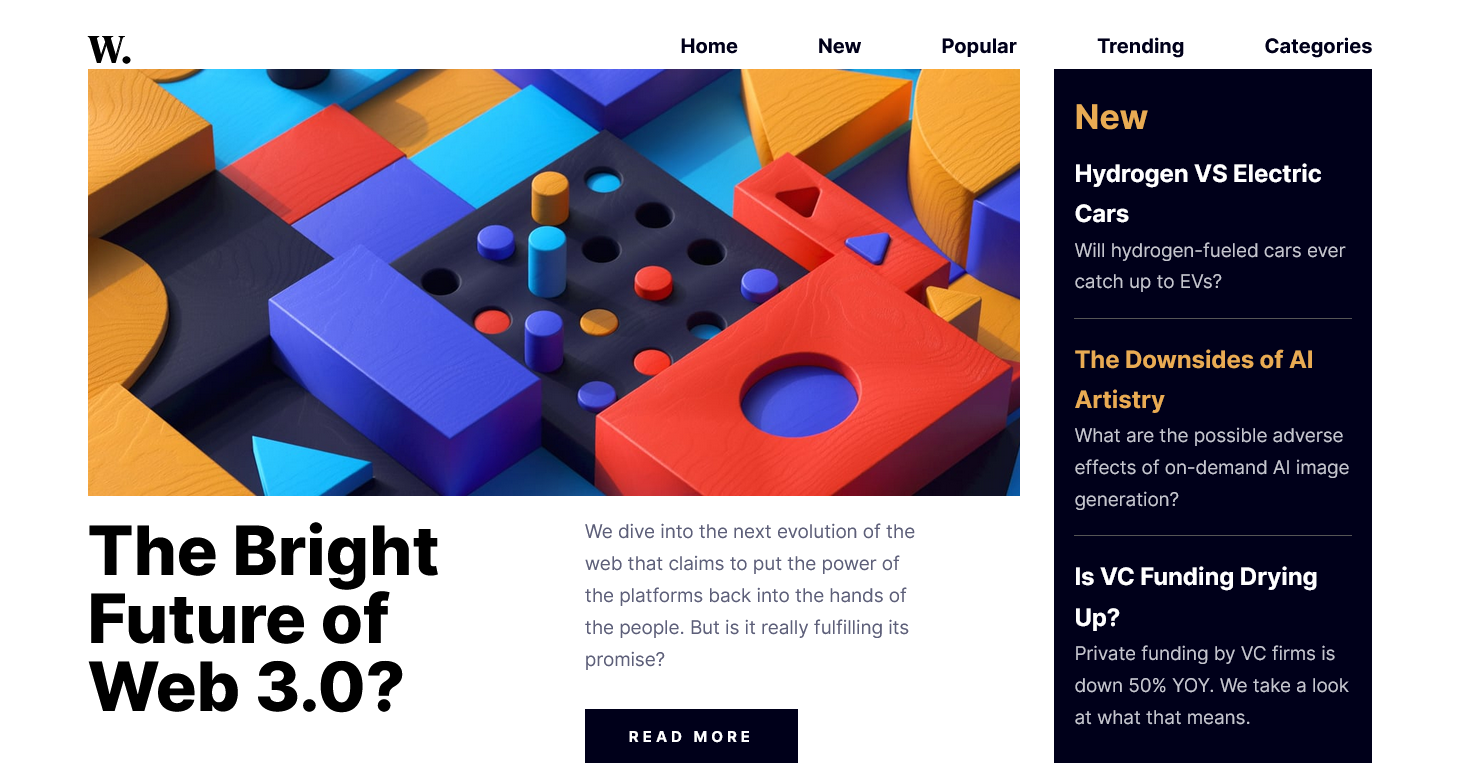 W.
Home New Popular Trending Categories
The Bright
Future of
Web 3.0?
We dive into the next evolution of the
web that claims to put the power of
the platforms back into the hands of
the people. But is it really fulfilling its
promise?
READ MORE
New
Hydrogen VS Electric
Cars
Will hydrogen-fueled cars ever
catch up to EVs?
The Downsides of AI
Artistry
What are the possible adverse
effects of on-demand AI image
generation?
Is VC Funding Drying
Up?
Private funding by VC firms is
down 50% YOY. We take a look
at what that means.